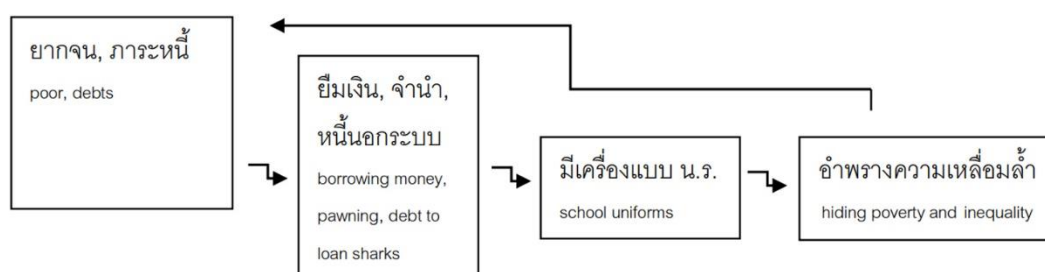 ยากจน, ภาระหนี้
poor, debts
ยืมเงิน, จำนำ,
หนี้นอกระบบ
borrowing money,
pawning, debt to
loan sharks
มีเครื่องแบบ น.ร.
school uniforms
อำพรางความเหลื่อมล้ำ
hiding poverty and inequality